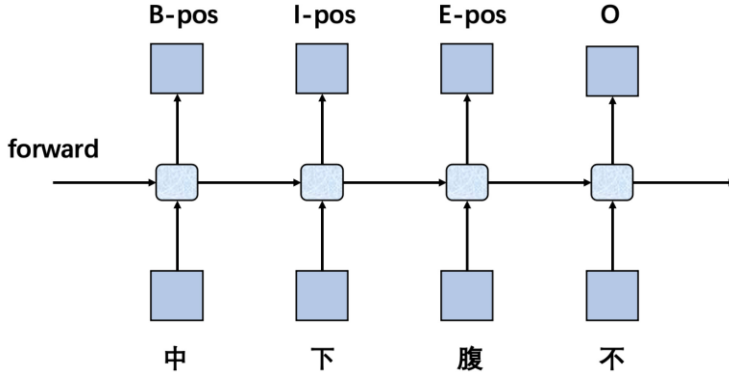 B-pos I-pos E-pos O
forward
中 下 腹 不